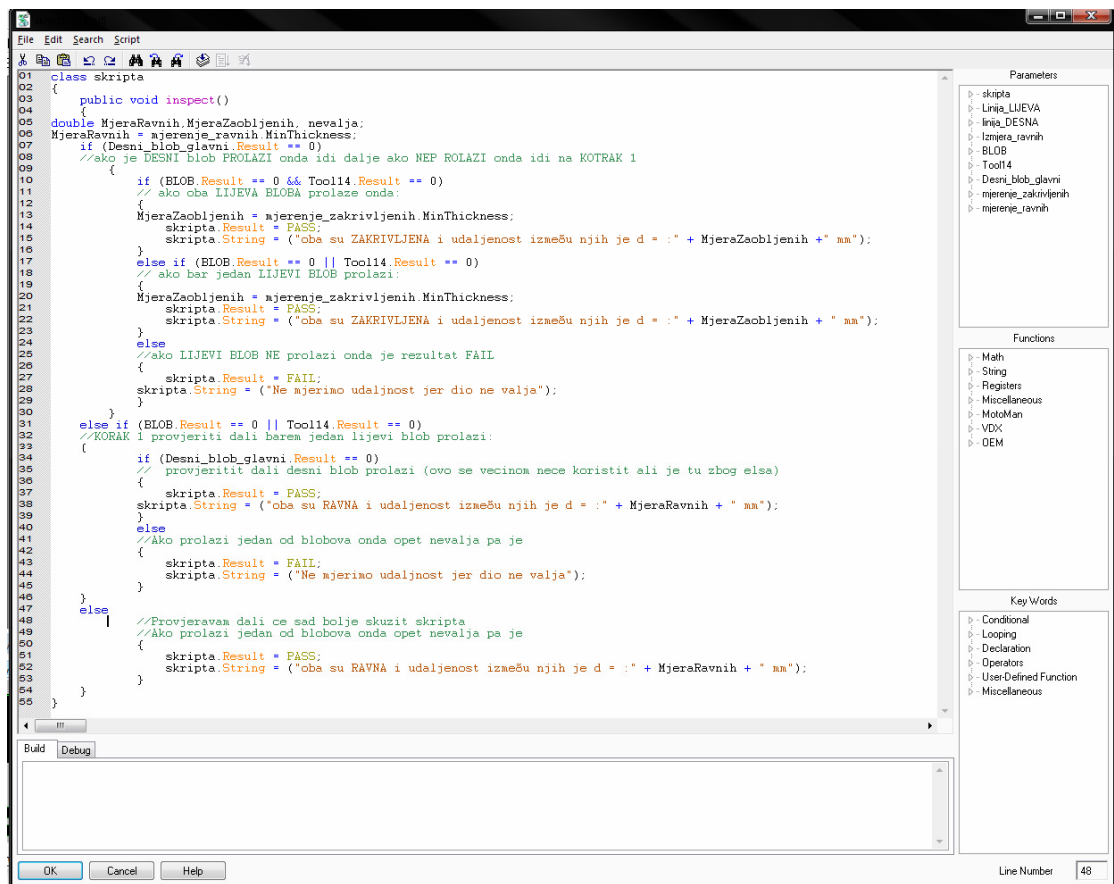 File Edit Search Script
01 class skripta
02 {
03 public void inspect()
04 {
05 double MjeraRavnih,MjeraZaobljenih, nevalja;
06 MjeraRavnih = mjerenje_ravnih.MinThickness;
07 if (Desni_blob_glavni.Result == 0)
08 //ako je DESNI blob PROLAZI onda idi dalje ako NEP ROLAZI onda idi na KOTRAK 1
09 {
10 if (BLOB.Result == 0 && Tool14.Result == 0)
11 // ako oba LIJEVA BLOBA prolaze onda:
12 {
13 MjeraZaobljenih = mjerenje_zakrivljenih.MinThickness;
14 skripta.Result = PASS;
15 skripta.String = ("oba su ZAKRIVLJENA i udaljenost izmeðu njih je d = :" + MjeraZaobljenih +" mm");
16 }
17 else if (BLOB.Result == 0 || Tool14.Result == 0)
18 // ako bar jedan LIJEVI BLOB prolazi:
19 {
20 MjeraZaobljenih = mjerenje_zakrivljenih.MinThickness;
21 skripta.Result = PASS;
22 skripta.String = ("oba su ZAKRIVLJENA i udaljenost izmeðu njih je d = :" + MjeraZaobljenih + " mm");
23 }
24 else
25 //ako LIJEVI BLOB NE prolazi onda je rezultat FAIL
26 {
27 skripta.Result = FAIL;
28 skripta.String = ("Ne mjerimo udaljnost jer dio ne valja");
29 }
30 }
31 else if (BLOB.Result == 0 || Tool14.Result == 0)
32 //KORAK 1 provjeriti dali barem jedan lijevi blob prolazi:
33 {
34 if (Desni_blob_glavni.Result == 0)
35 // provjeritit dali desni blob prolazi (ovo se vecinom nece koristit ali je tu zbog elsa)
36 {
37 skripta.Result = PASS;
38 skripta.String = ("oba su RAVNA i udaljenost izmeðu njih je d = :" + MjeraRavnih + " mm");
39 }
40 else
41 //Ako prolazi jedan od blobova onda opet nevalja pa je
42 {
43 skripta.Result = FAIL;
44 skripta.String = ("Ne mjerimo udaljnost jer dio ne valja");
45 }
46 }
47 else
48 //Provjeravam dali ce sad bolje skuzit skripta
49 //Ako prolazi jedan od blobova onda opet nevalja pa je
50 {
51 skripta.Result = PASS;
52 skripta.String = ("oba su RAVNA i udaljenost izmeðu njih je d = :" + MjeraRavnih + " mm");
53 }
54 }
55 }
Parameters
skripta
Linija_LIJEVA
linija_DESNA
Izmjera_ravnih
BLOB
Tool14
Desni_blob_glavni
mjerenje_zakrivljenih
mjerenje_ravnih
Functions
Math
String
Registers
Miscellaneous
MotoMan
VDX
OEM
Key Words
Conditional
Looping
Declaration
Operators
User-Defined Function
Miscellaneous
Build Debug
OK Cancel Help
Line Number 48